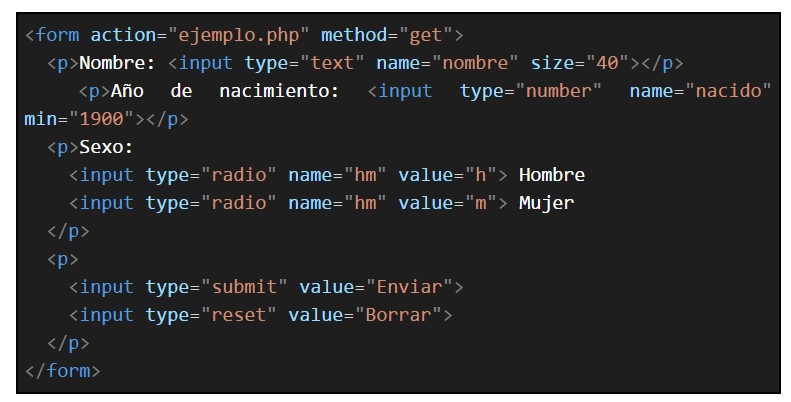 <form action="ejemplo.php" method="get">
  <p>Nombre: <input type="text" name="nombre" size="40"></p>
     <p>Año de nacimiento: <input type="number" name="nacido"
min="1900"></p>
  <p>Sexo:
    <input type="radio" name="hm" value="h"> Hombre
    <input type="radio" name="hm" value="m"> Mujer
  </p>
  <p>
    <input type="submit" value="Enviar">
    <input type="reset" value="Borrar">
  </p>
</form>